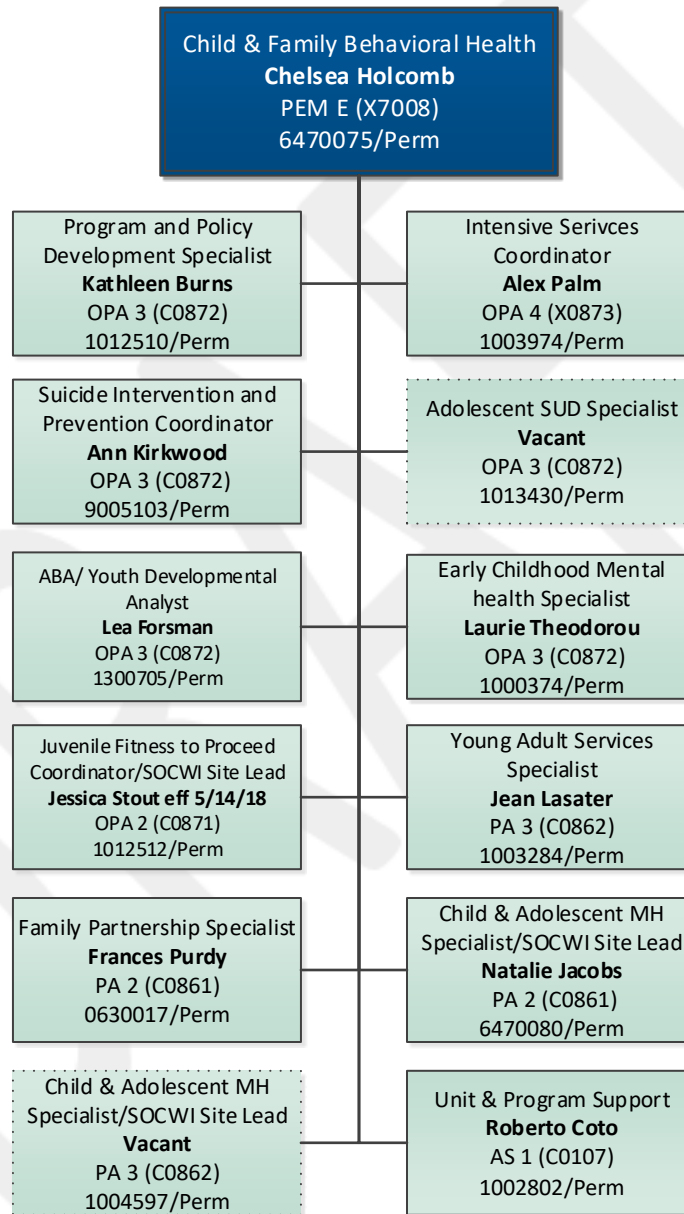 Child & Family Behavioral Health
Chelsea Holcomb
PEM E (X7008)
6470075/Perm
Program and Policy
Development Specialist
Kathleen Burns
OPA 3 (C0872)
1012510/Perm
Intensive Serivces
Coordinator
Alex Palm
OPA 4 (X0873)
1003974/Perm
Suicide Intervention and
Prevention Coordinator
Ann Kirkwood
OPA 3 (C0872)
9005103/Perm
Adolescent SUD Specialist
Vacant
OPA 3 (C0872)
1013430/Perm
ABA/ Youth Developmental
Analyst
Lea Forsman
OPA 3 (C0872)
1300705/Perm
Early Childhood Mental
health Specialist
Laurie Theodorou
OPA 3 (C0872)
1000374/Perm
Juvenile Fitness to Proceed
Coordinator/SOCWI Site Lead
Jessica Stout eff 5/14/18
OPA 2 (C0871)
1012512/Perm
Young Adult Services
Specialist
Jean Lasater
PA 3 (C0862)
1003284/Perm
Family Partnership Specialist
Frances Purdy
PA 2 (C0861)
0630017/Perm
Child & Adolescent MH
Specialist/SOCWI Site Lead
Natalie Jacobs
PA 2 (C0861)
6470080/Perm
Child & Adolescent MH
Specialist/SOCWI Site Lead
Vacant
PA 3 (C0862)
1004597/Perm
Unit & Program Support
Roberto Coto
AS 1 (C0107)
1002802/Perm